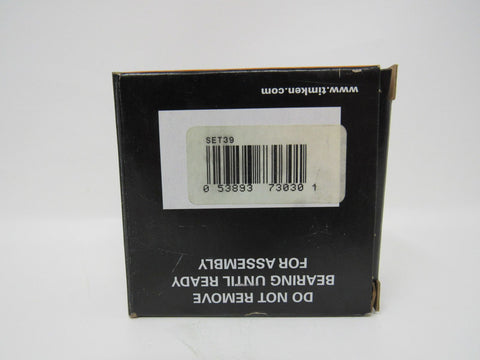 www.timken.com
SET39
0 53893 73030 1
DO NOT REMOVE
BEARING UNTIL READY
FOR ASSEMBLY